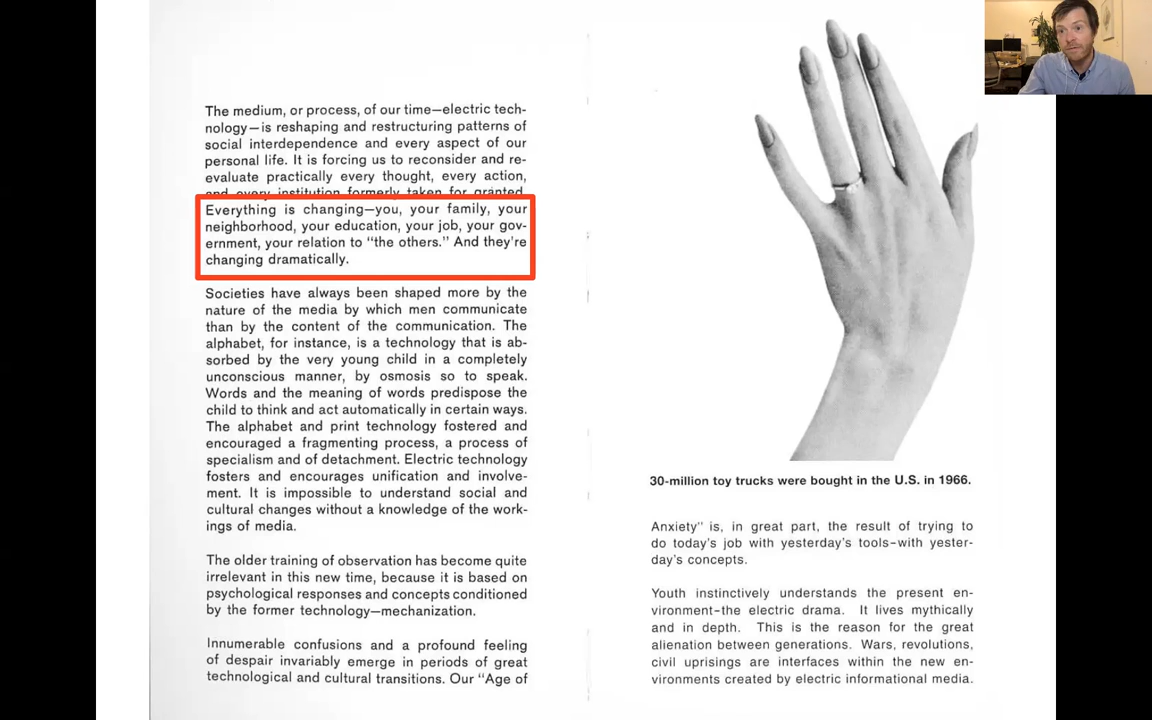 The medium, or process, of our time—electric tech-
nology—is reshaping and restructuring patterns of
social interdependence and every aspect of our
personal life. It is forcing us to reconsider and re-
evaluate practically every thought, every action,
and every institution formerly taken for granted.
Everything is changing—you, your family, your
neighborhood, your education, your job, your gov-
ernment, your relation to “the others.” And they're
changing dramatically.
Societies have always been shaped more by the
nature of the media by which men communicate
than by the content of the communication. The
alphabet, for instance, is a technology that is ab-
sorbed by the very young child in a completely
unconscious manner, by osmosis so to speak.
Words and the meaning of words predispose the
child to think and act automatically in certain ways.
The alphabet and print technology fostered and
encouraged a fragmenting process, a process of
specialism and of detachment. Electric technology
fosters and encourages unification and involve-
ment. It is impossible to understand social and
cultural changes without a knowledge of the work-
ings of media.
The older training of observation has become quite
irrelevant in this new time, because it is based on
psychological responses and concepts conditioned
by the former technology—mechanization.
Innumerable confusions and a profound feeling
of despair invariably emerge in periods of great
technological and cultural transitions. Our “Age of
30-million toy trucks were bought in the U.S. in 1966.
Anxiety” is, in great part, the result of trying to
do today's job with yesterday's tools–with yester-
day's concepts.
Youth instinctively understands the present en-
vironment–the electric drama. It lives mythically
and in depth. This is the reason for the great
alienation between generations. Wars, revolutions,
civil uprisings are interfaces within the new en-
vironments created by electric informational media.